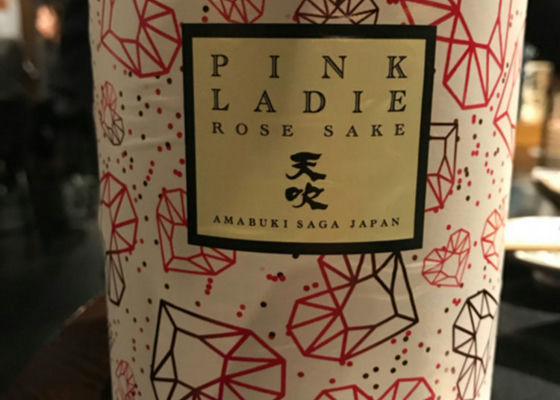 PINK
LADIE
ROSE SAKE
天
吹
AMABUKI SAGA JAPAN